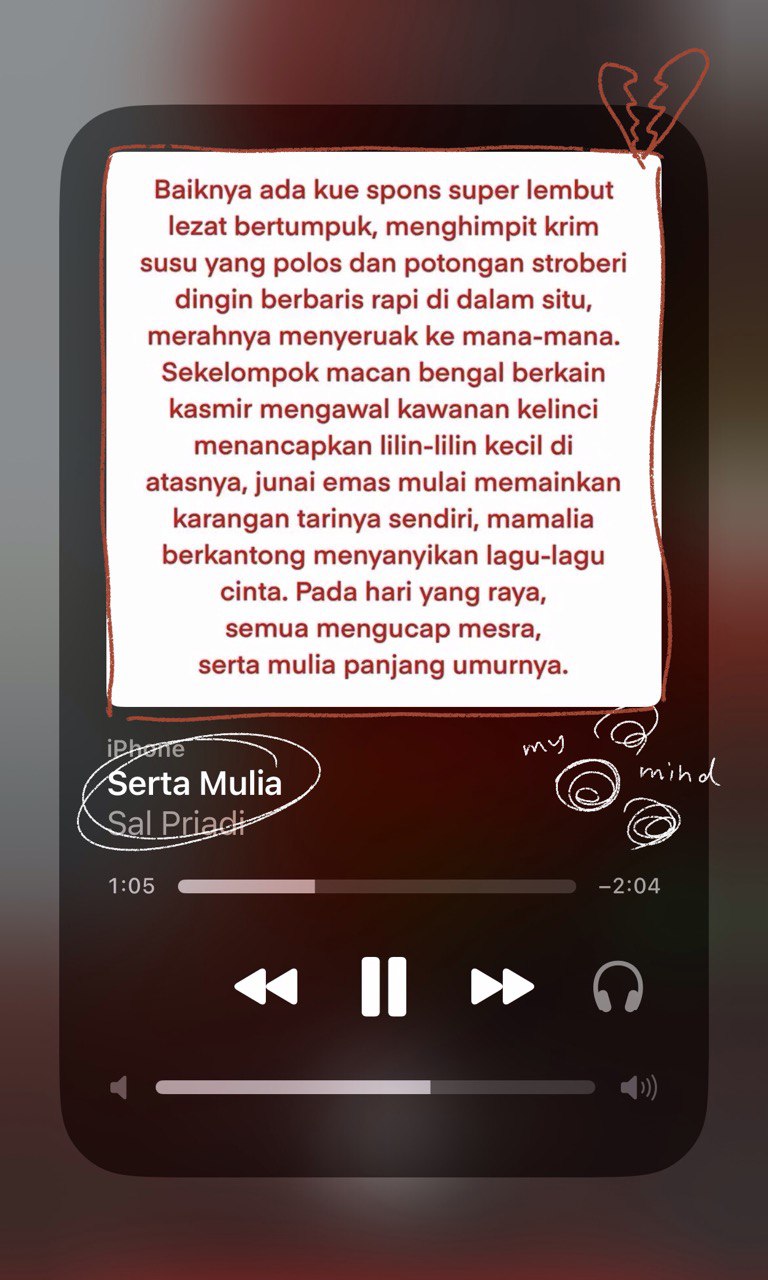 Baiknya ada kue spons super lembut
lezat bertumpuk, menghimpit krim
susu yang polos dan potongan stroberi
dingin berbaris rapi di dalam situ,
merahnya menyeruak ke mana-mana.
Sekelompok macan bengal berkain
kasmir mengawal kawanan kelinci
menancapkan lilin-lilin kecil di
atasnya, junai emas mulai memainkan
karangan tarinya sendiri, mamalia
berkantong menyanyikan lagu-lagu
cinta. Pada hari yang raya,
semua mengucap mesra,
serta mulia panjang umurnya.
iPhone
Serta Mulia
Sal Priadi
my
mind
1:05
−2:04